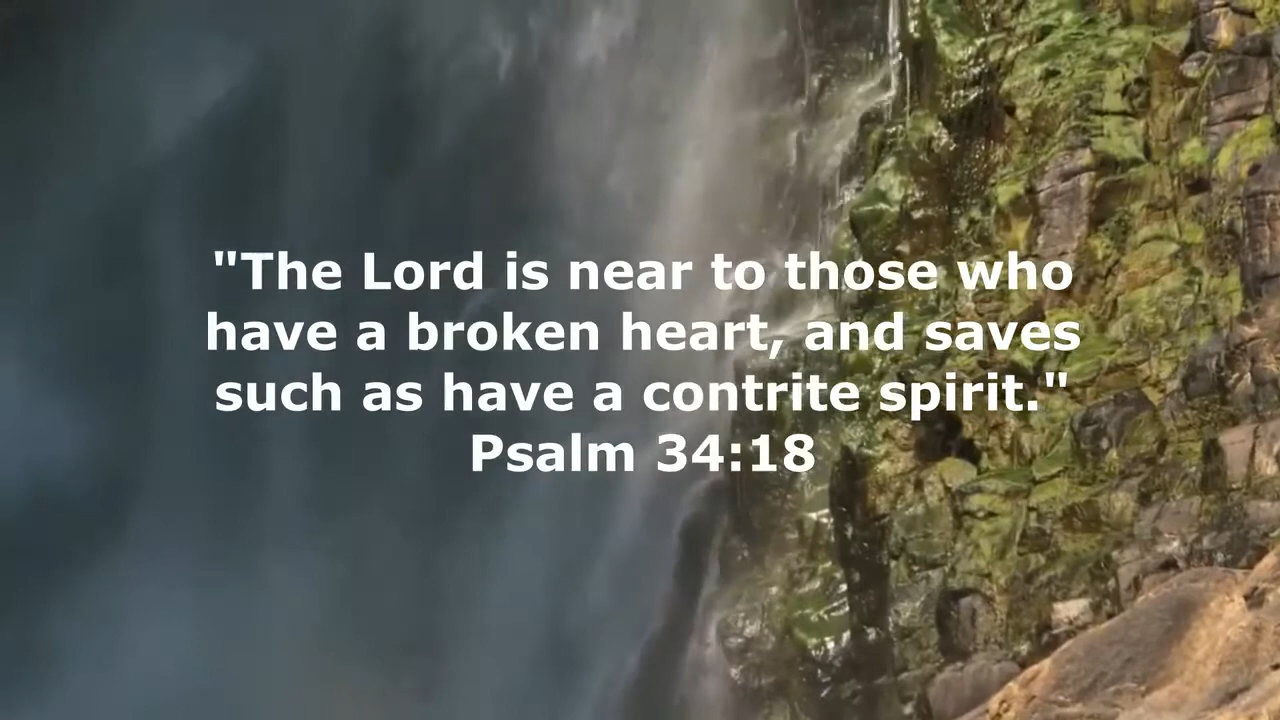 "The Lord is near to those who
have a broken heart, and saves
such as have a contrite spirit."
Psalm 34:18